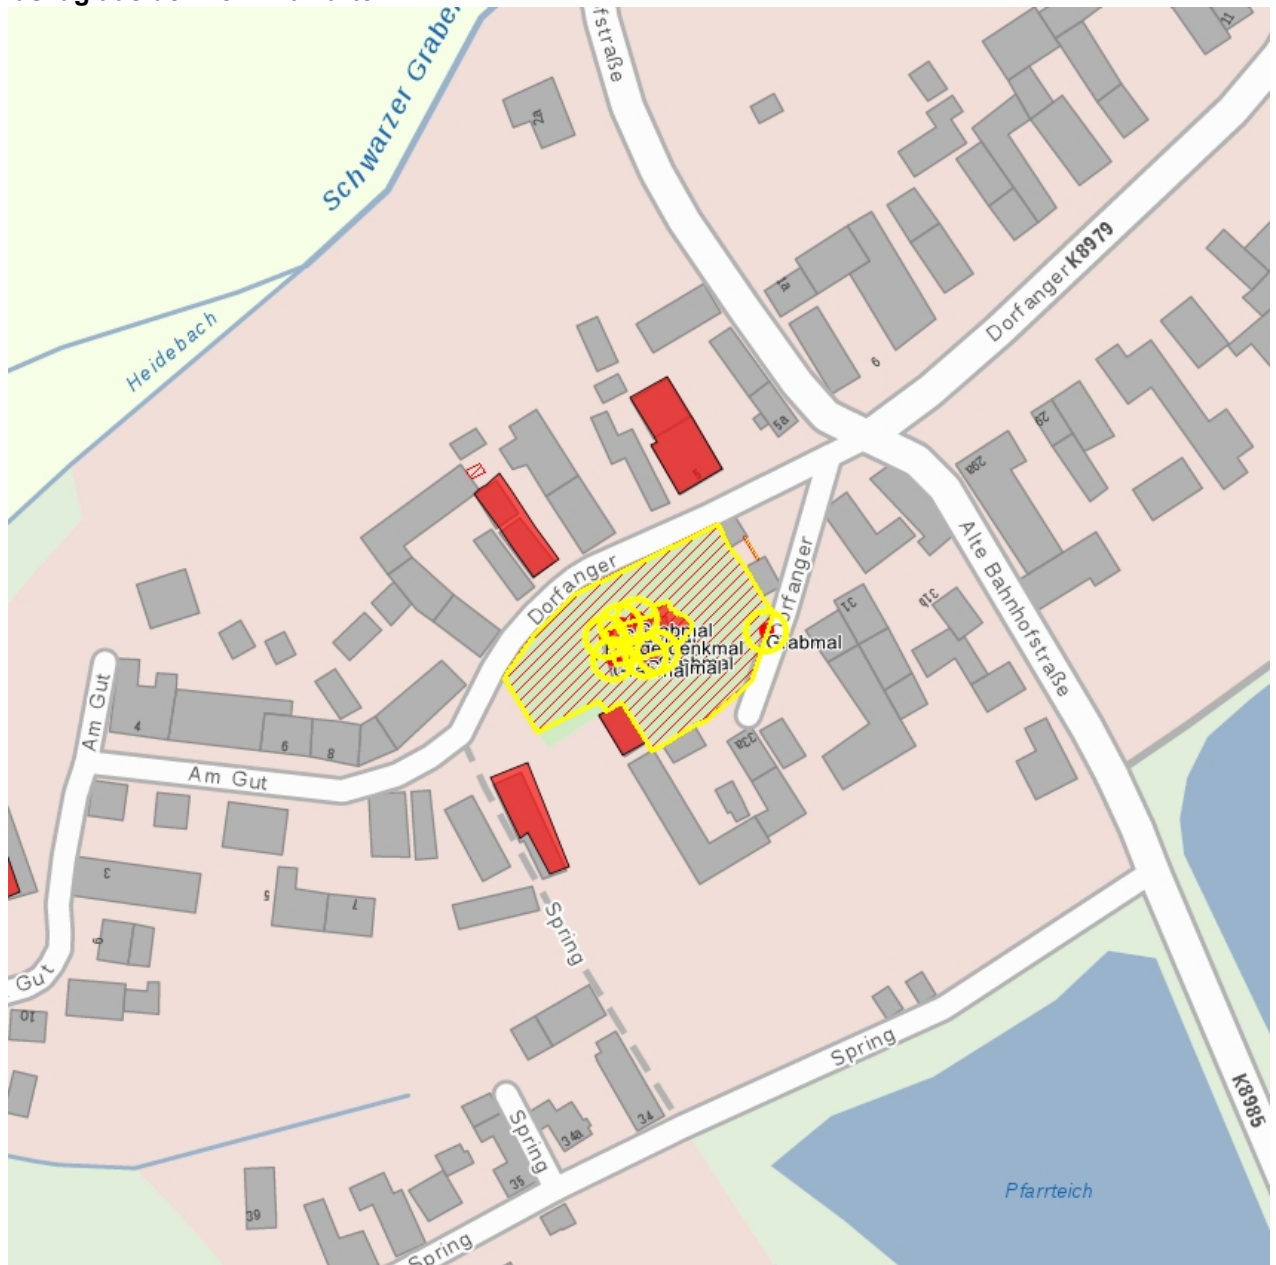 Schwarzer Graben
2a
11
K8979
Dorfanger
Heidebach
6
5a
5
29
29a
Dorfanger
31
31b
Alte Bahnhofstraße
Grabmal
Am Gut
4
6
8
Am Gut
33a
3
5
7
9
Spring
Gut
10
Spring
34
34a
Spring
35
39
Spring
K8985
Pfarrteich